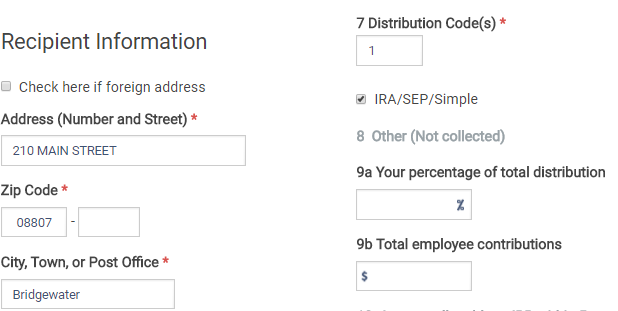 Recipient Information
Check here if foreign address
Address (Number and Street) *
210 MAIN STREET
Zip Code *
08807 -
City, Town, or Post Office *
Bridgewater
7 Distribution Code(s) *
1
IRA/SEP/Simple
8 Other (Not collected)
9a Your percentage of total distribution
%
9b Total employee contributions
$